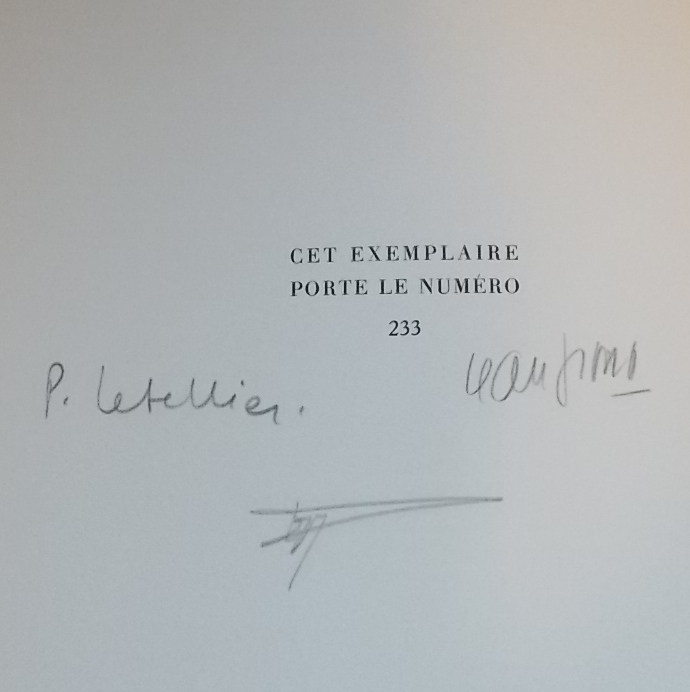 CET EXEMPLAIRE
PORTE LE NUMÉRO
233
P. Letellier.